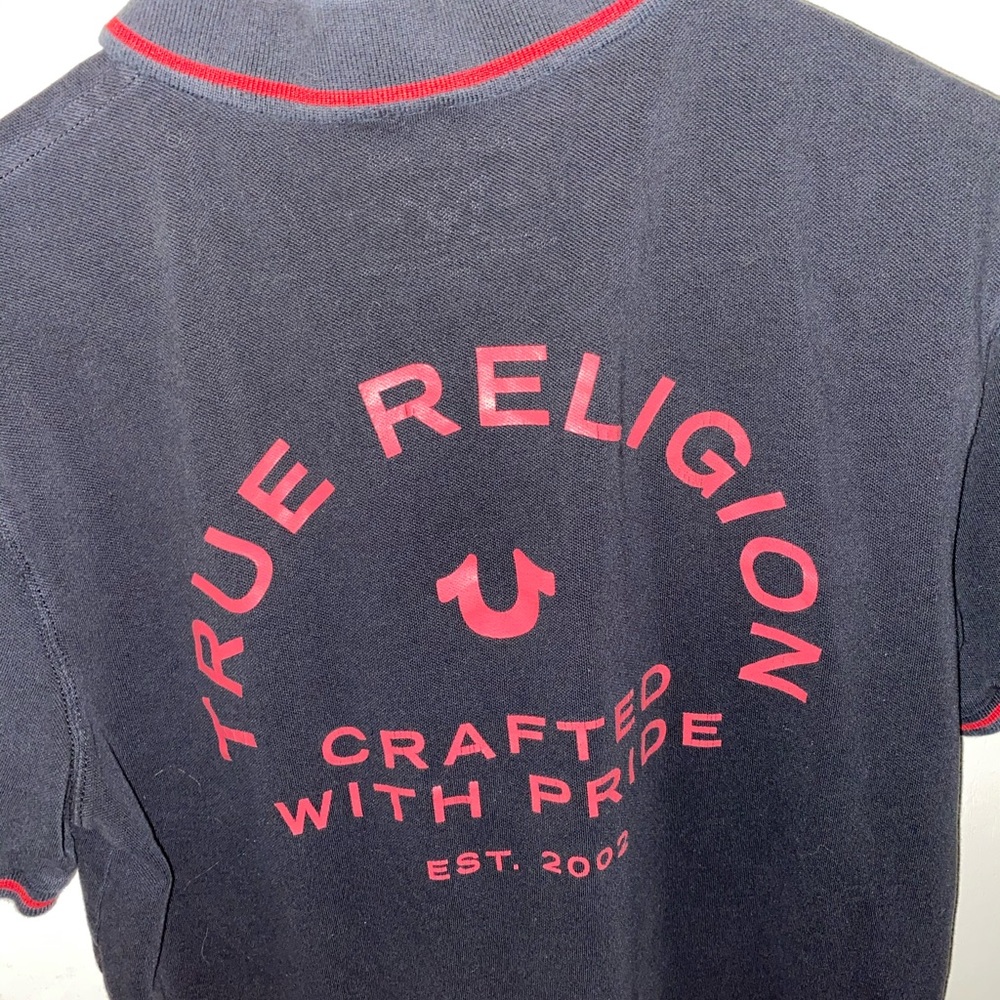 TRUE RELIGION
CRAFTED
WITH PRIDE
EST. 2002